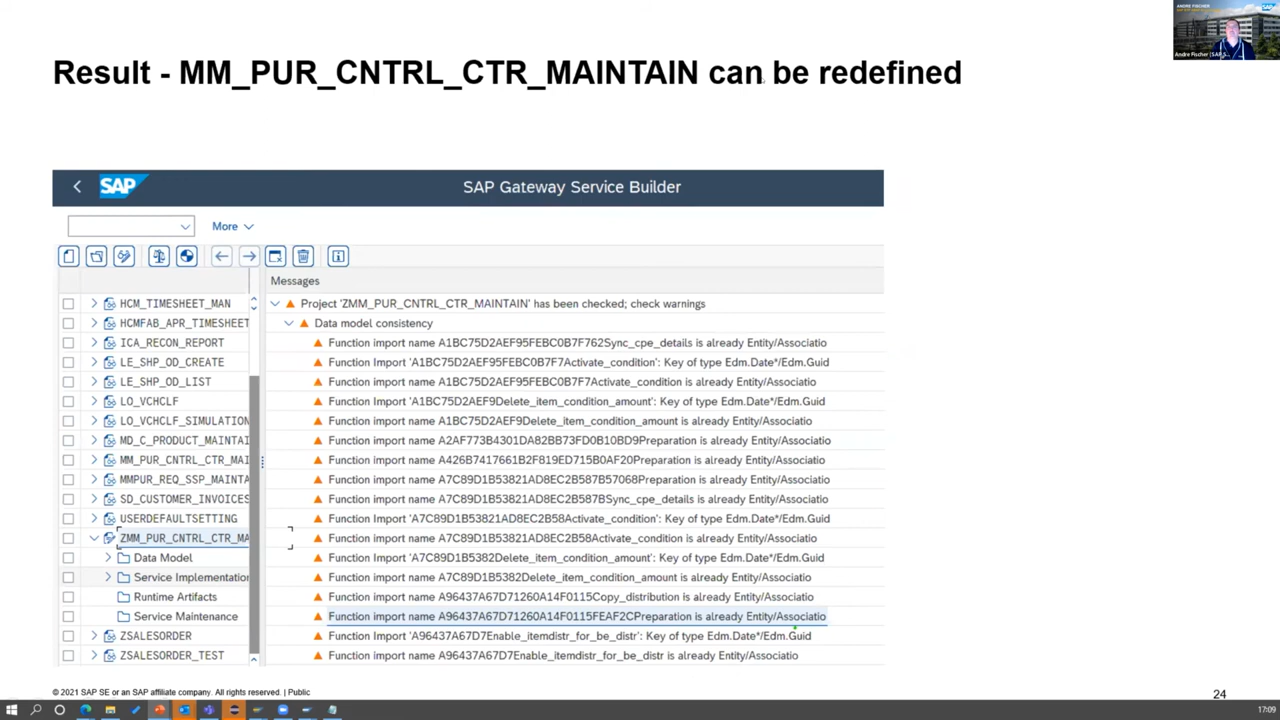 ANDRE FISCHER
Andre Fischer (SAP S...
Result - MM_PUR_CNTRL_CTR_MAINTAIN can be redefined
SAP
SAP Gateway Service Builder
More
Messages
HCM_TIMESHEET_MAN
Project 'ZMM_PUR_CNTRL_CTR_MAINTAIN' has been checked; check warnings
HCMFAB_APR_TIMESHEET
Data model consistency
ICA_RECON_REPORT
Function import name A1BC75D2AEF95FEBC0B7F762Sync_cpe_details is already Entity/Associatio
LE_SHP_OD_CREATE
Function Import 'A1BC75D2AEF95FEBC0B7F7Activate_condition': Key of type Edm.Date*/Edm.Guid
LE_SHP_OD_LIST
Function import name A1BC75D2AEF95FEBC0B7F7Activate_condition is already Entity/Associatio
LO_VCHCLF
Function Import 'A1BC75D2AEF9Delete_item_condition_amount': Key of type Edm.Date*/Edm.Guid
LO_VCHCLF_SIMULATION
Function import name A1BC75D2AEF9Delete_item_condition_amount is already Entity/Associatio
MD_C_PRODUCT_MAINTAI
Function import name A2AF773B4301DA82BB73FD0B10BD9Preparation is already Entity/Associatio
MM_PUR_CNTRL_CTR_MAI
Function import name A426B7417661B2F819ED715B0AF20Preparation is already Entity/Associatio
MMPUR_REQ_SSP_MAINTA
Function import name A7C89D1B53821AD8EC2B587B57068Preparation is already Entity/Associatio
SD_CUSTOMER_INVOICES
Function import name A7C89D1B53821AD8EC2B587BSync_cpe_details is already Entity/Associatio
USERDEFAULTSETTING
Function Import 'A7C89D1B53821AD8EC2B58Activate_condition': Key of type Edm.Date*/Edm.Guid
ZMM_PUR_CNTRL_CTR_MA
Function import name A7C89D1B53821AD8EC2B58Activate_condition is already Entity/Associatio
Data Model
Function Import 'A7C89D1B5382Delete_item_condition_amount': Key of type Edm.Date*/Edm.Guid
Service Implementation
Function import name A7C89D1B5382Delete_item_condition_amount is already Entity/Associatio
Runtime Artifacts
Function import name A96437A67D71260A14F0115Copy_distribution is already Entity/Associatio
Service Maintenance
Function import name A96437A67D71260A14F0115FEAF2CPreparation is already Entity/Associatio
ZSALESORDER
Function Import 'A96437A67D7Enable_itemdistr_for_be_distr': Key of type Edm.Date*/Edm.Guid
ZSALESORDER_TEST
Function import name A96437A67D7Enable_itemdistr_for_be_distr is already Entity/Associatio
© 2021 SAP SE or an SAP affiliate company. All rights reserved. | Public
24
17:09